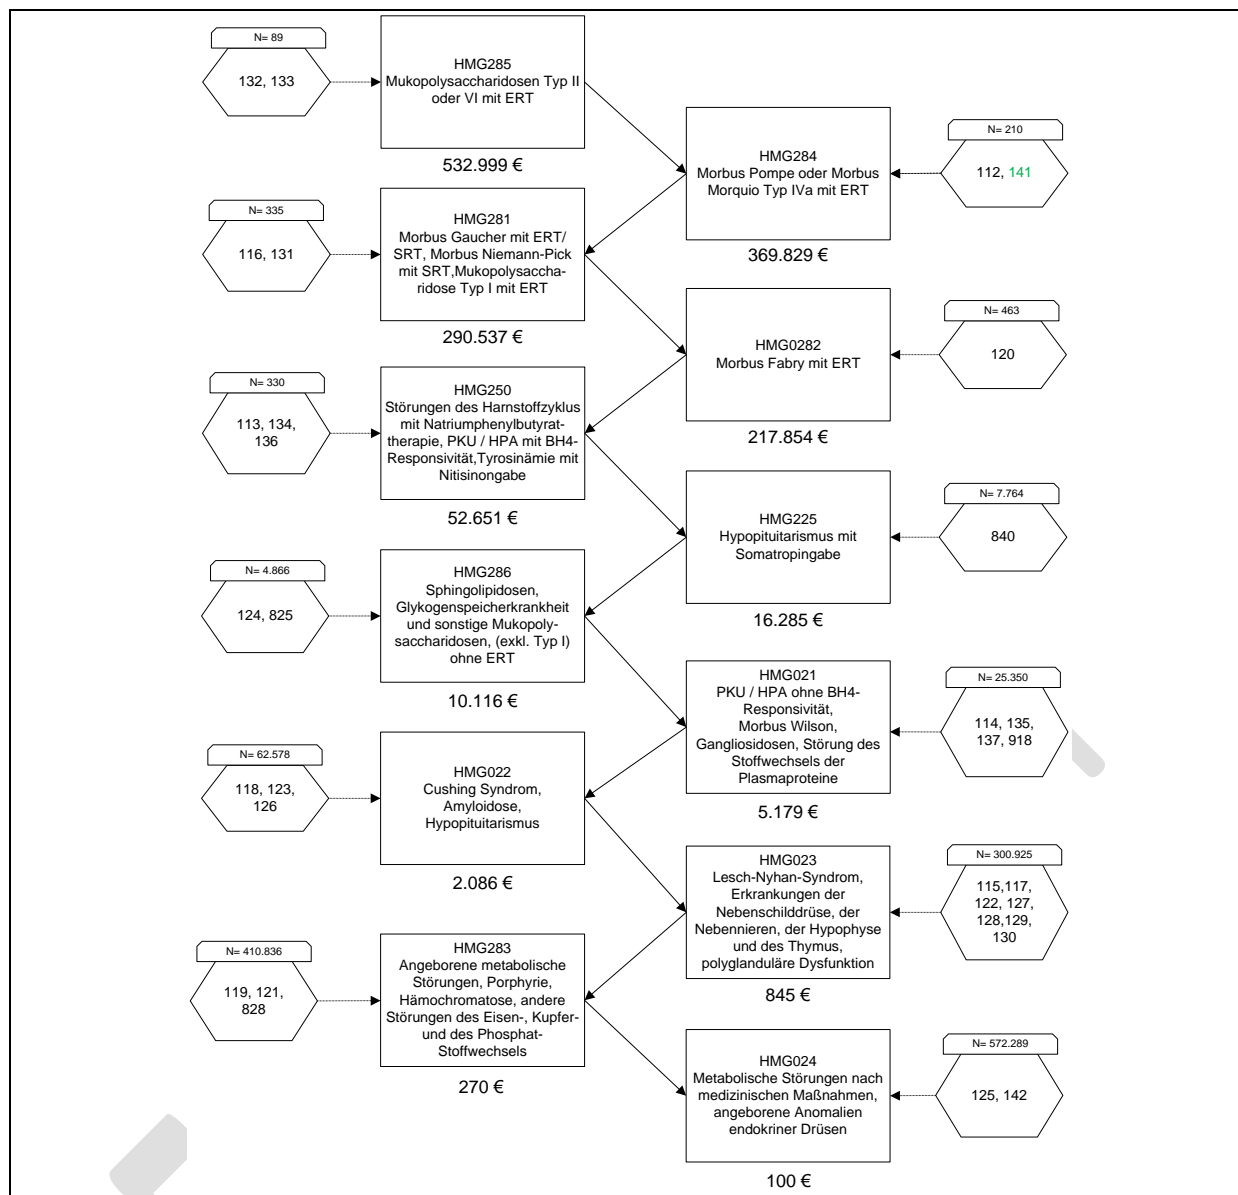 N= 89
132, 133
HMG285
Mukopolysaccharidosen Typ II
oder VI mit ERT
532.999 €
HMG284
Morbus Pompe oder Morbus
Morquio Typ IVa mit ERT
369.829 €
N= 210
112, 141
N= 335
116, 131
HMG281
Morbus Gaucher mit ERT/
SRT, Morbus Niemann-Pick
mit SRT,Mukopolysaccha-
ridose Typ I mit ERT
290.537 €
HMG0282
Morbus Fabry mit ERT
217.854 €
N= 463
120
N= 330
113, 134,
136
HMG250
Störungen des Harnstoffzyklus
mit Natriumphenylbutyrat-
therapie, PKU / HPA mit BH4-
Responsivität,Tyrosinämie mit
Nitisinongabe
52.651 €
HMG225
Hypopituitarismus mit
Somatropingabe
16.285 €
N= 7.764
840
N= 4.866
124, 825
HMG286
Sphingolipidosen,
Glykogenspeicherkrankheit
und sonstige Mukopoly-
saccharidosen, (exkl. Typ I)
ohne ERT
10.116 €
HMG021
PKU / HPA ohne BH4-
Responsivität,
Morbus Wilson,
Gangliosidosen, Störung des
Stoffwechsels der
Plasmaproteine
5.179 €
N= 25.350
114, 135,
137, 918
N= 62.578
118, 123,
126
HMG022
Cushing Syndrom,
Amyloidose,
Hypopituitarismus
2.086 €
HMG023
Lesch-Nyhan-Syndrom,
Erkrankungen der
Nebenschilddrüse, der
Nebennieren, der Hypophyse
und des Thymus,
polyglanduläre Dysfunktion
845 €
N= 300.925
115,117,
122, 127,
128,129,
130
N= 410.836
119, 121,
828
HMG283
Angeborene metabolische
Störungen, Porphyrie,
Hämochromatose, andere
Störungen des Eisen-, Kupfer-
und des Phosphat-
Stoffwechsels
270 €
HMG024
Metabolische Störungen nach
medizinischen Maßnahmen,
angeborene Anomalien
endokriner Drüsen
100 €
N= 572.289
125, 142